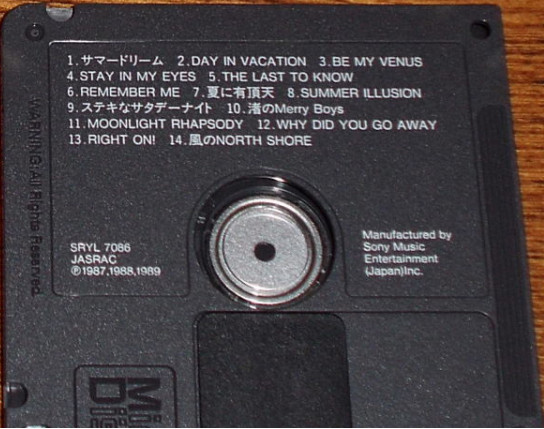 1.サマードリーム 2.DAY IN VACATION 3.BE MY VENUS
4.STAY IN MY EYES 5.THE LAST TO KNOW
6.REMEMBER ME 7.夏に有頂天 8.SUMMER ILLUSION
9.ステキなサタデーナイト 10.渚のMerry Boys
11.MOONLIGHT RHAPSODY 12.WHY DID YOU GO AWAY
13.RIGHT ON! 14.風のNORTH SHORE
WARNING: All Rights Reserved.
SRYL 7086
JASRAC
℗1987,1988,1989
Manufactured by
Sony Music
Entertainment
(Japan)Inc.